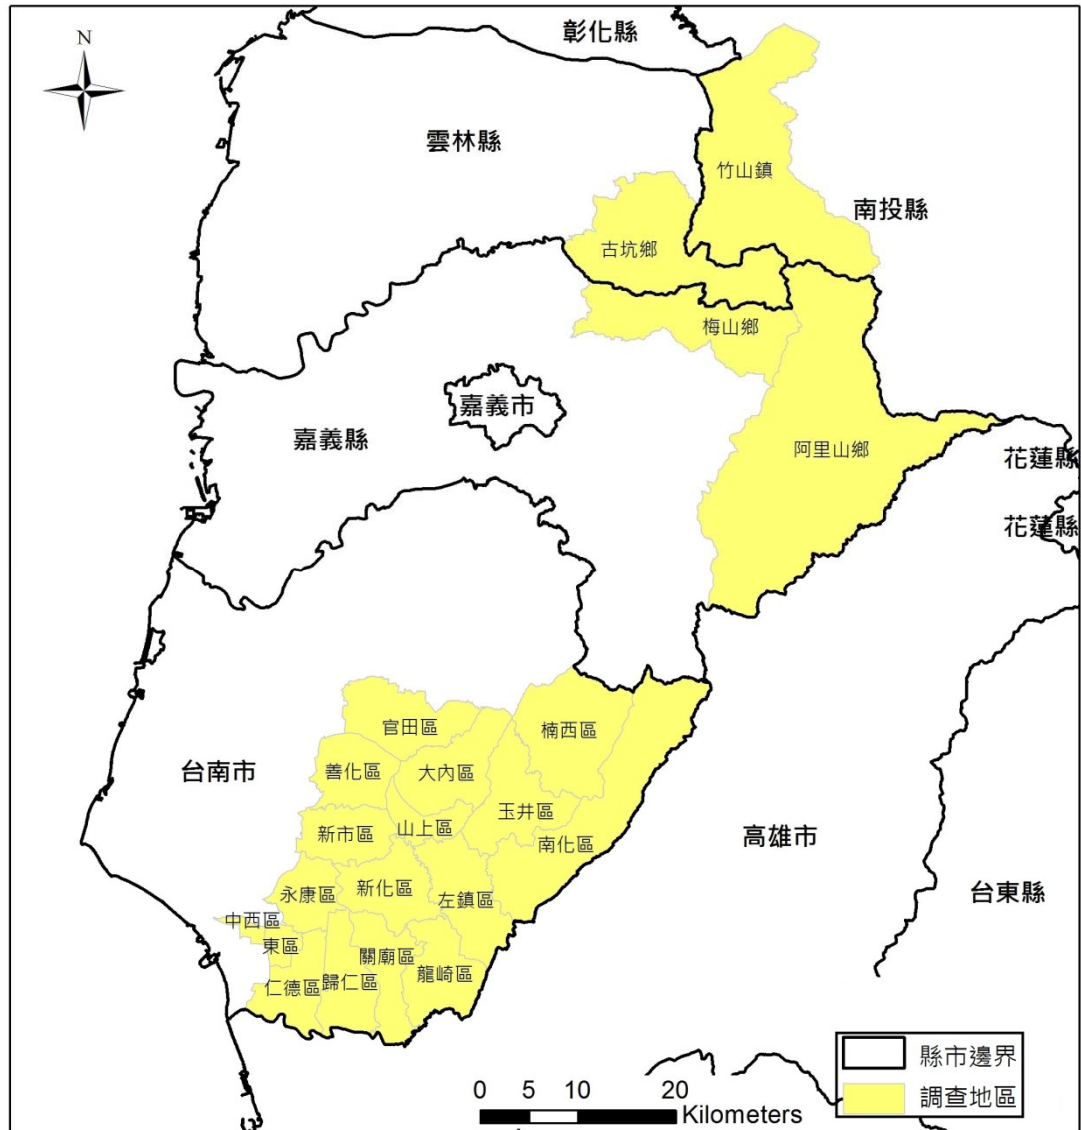 彰化縣
N
雲林縣
竹山鎮
南投縣
古坑鄉
梅山鄉
嘉義市
嘉義縣
阿里山鄉
花蓮縣
花蓮縣
官田區
楠西區
台南市
善化區
大內區
玉井區
新市區
山上區
南化區
高雄市
永康區
新化區
左鎮區
台東縣
中西區
東區
關廟區
仁德區
歸仁區
龍崎區
縣市邊界
調查地區
0 5 10 20
Kilometers